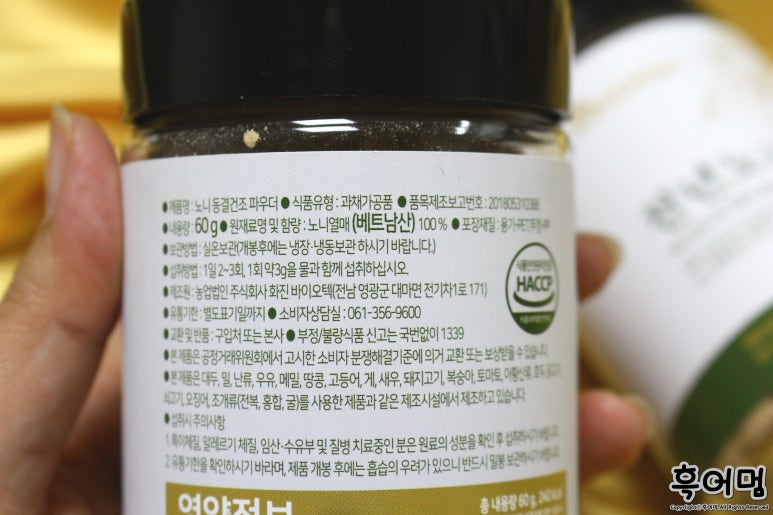 ● 제품명 : 노니 동결건조 파우더 ● 식품유형 : 과채가공품 ● 품목제조보고번호 : 201805310388
● 내용량 : 60 g ● 원재료명 및 함량 : 노니열매 (베트남산) 100 % ● 포장재질 : 용기-PET,
● 보관방법 : 실온보관(개봉후에는 냉장·냉동보관 하시기 바랍니다.)
● 섭취방법 : 1일 2~3회, 1회 약3g을 물과 함께 섭취하십시오.
● 제조원 : 농업법인 주식회사 화진 바이오텍(전남 영광군 대마면 전기차1로 171)
● 유통기한 : 별도표기일까지 ● 소비자상담실 : 061-356-9600
● 교환 및 반품 : 구입처 또는 본사 ● 부정/불량식품 신고는 국번없이 1339
● 본 제품은 공정거래위원회에서 고시한 소비자 분쟁해결기준에 의거 교환 또는 보상받을 수 있습니다.
● 본 제품은 대두, 밀, 난류, 우유, 메밀, 땅콩, 고등어, 게, 새우, 돼지고기, 복숭아, 토마토, 아황산류, 호두, 닭고기,
쇠고기, 오징어, 조개류(전복, 홍합, 굴)를 사용한 제품과 같은 제조시설에서 제조하고 있습니다.
● 섭취시 주의사항
1. 특이체질, 알레르기 체질, 임산·수유부 및 질병 치료중인 분은 원료의 성분을 확인 후 섭취하시기 바랍니다.
2. 유통기한을 확인하시기 바라며, 제품 개봉 후에는 흡습의 우려가 있으니 반드시 밀봉 보관하시기 바랍니다.
HACCP
영양정보
총 내용량 60 g, 240 kcal
천년노니
후어멈